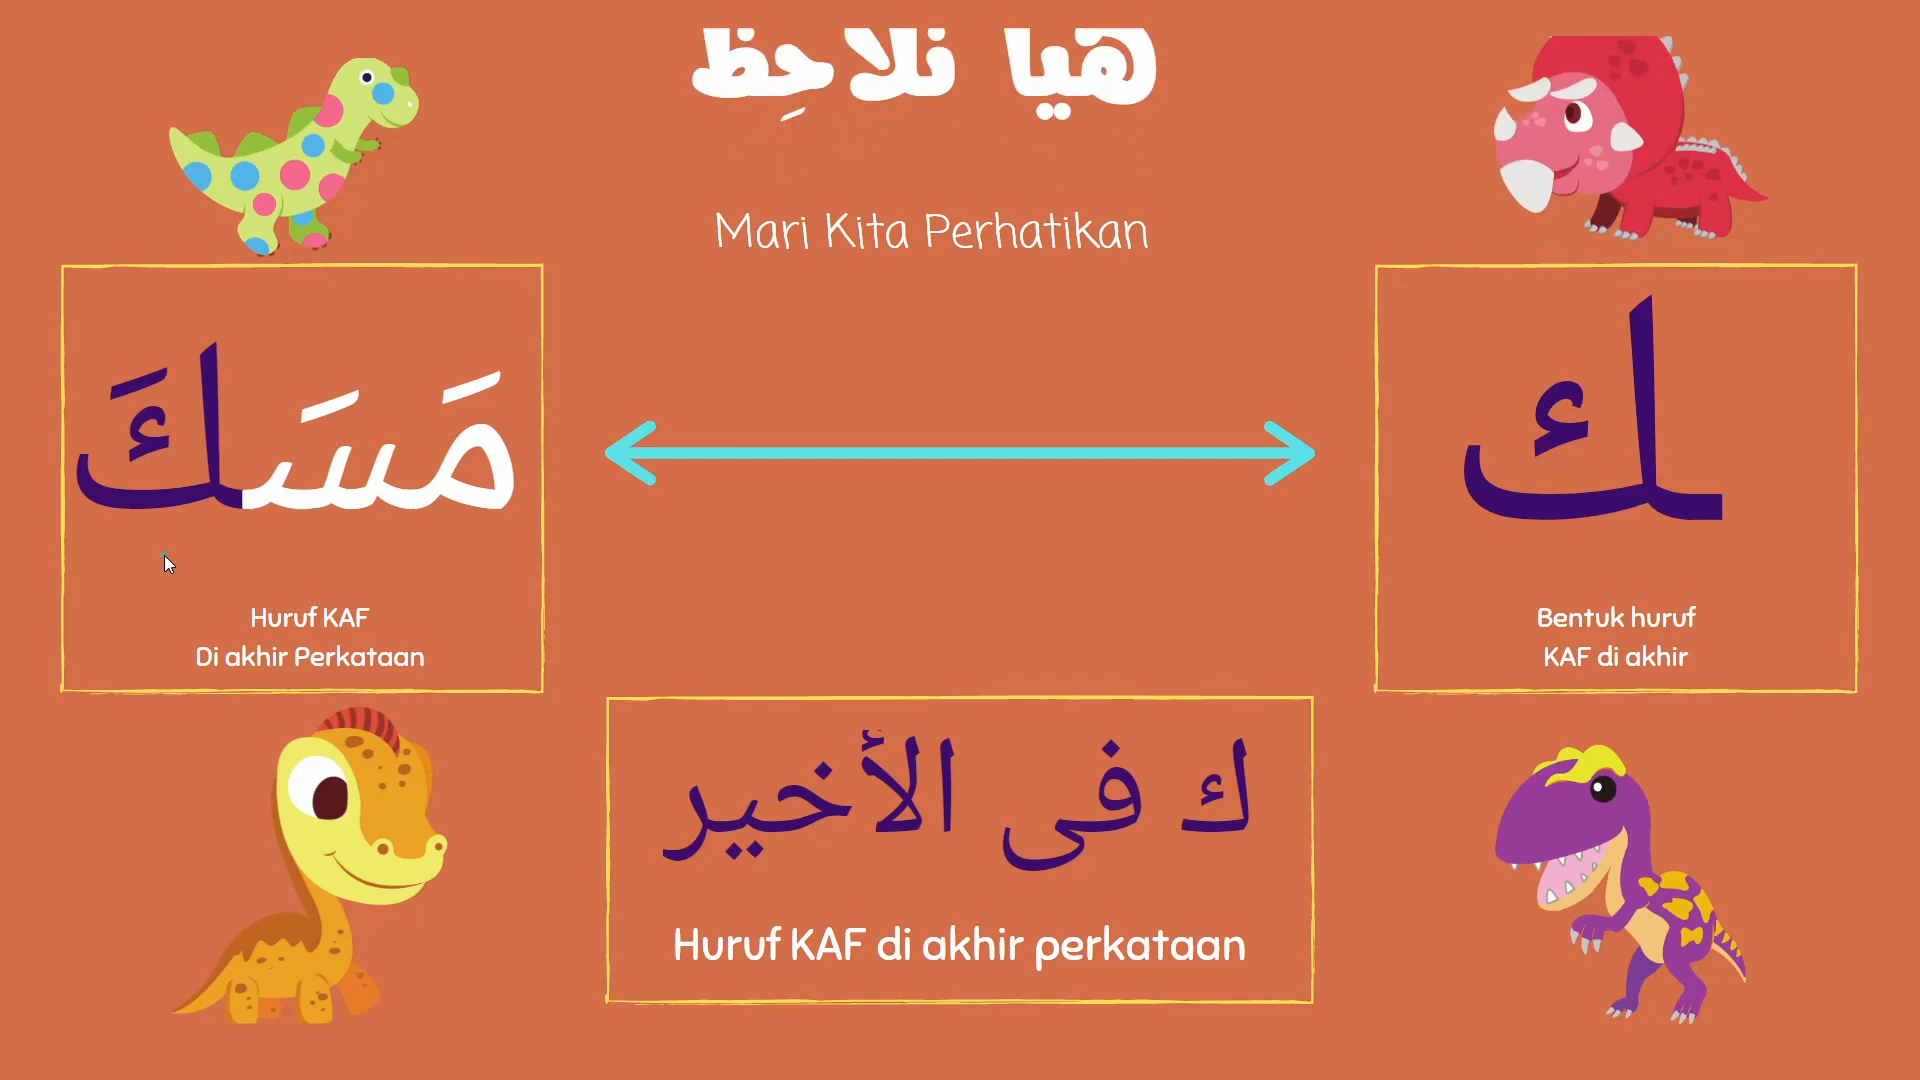 هيا نلاحِظ
Mari Kita Perhatikan
مَسَكَ
Huruf KAF
Di akhir Perkataan
ـك
Bentuk huruf
KAF di akhir
ك فى الأخير
Huruf KAF di akhir perkataan